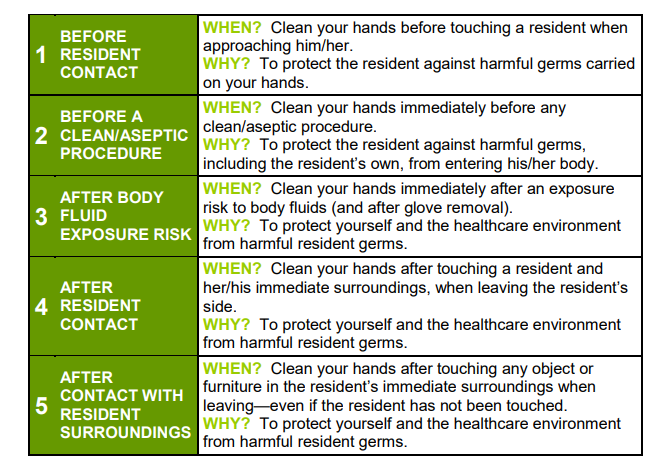 1
BEFORE
RESIDENT
CONTACT
WHEN? Clean your hands before touching a resident when
approaching him/her.
WHY? To protect the resident against harmful germs carried
on your hands.
2
BEFORE A
CLEAN/ASEPTIC
PROCEDURE
WHEN? Clean your hands immediately before any
clean/aseptic procedure.
WHY? To protect the resident against harmful germs,
including the resident’s own, from entering his/her body.
3
AFTER BODY
FLUID
EXPOSURE RISK
WHEN? Clean your hands immediately after an exposure
risk to body fluids (and after glove removal).
WHY? To protect yourself and the healthcare environment
from harmful resident germs.
4
AFTER
RESIDENT
CONTACT
WHEN? Clean your hands after touching a resident and
her/his immediate surroundings, when leaving the resident’s
side.
WHY? To protect yourself and the healthcare environment
from harmful resident germs.
5
AFTER
CONTACT WITH
RESIDENT
SURROUNDINGS
WHEN? Clean your hands after touching any object or
furniture in the resident’s immediate surroundings when
leaving—even if the resident has not been touched.
WHY? To protect yourself and the healthcare environment
from harmful resident germs.